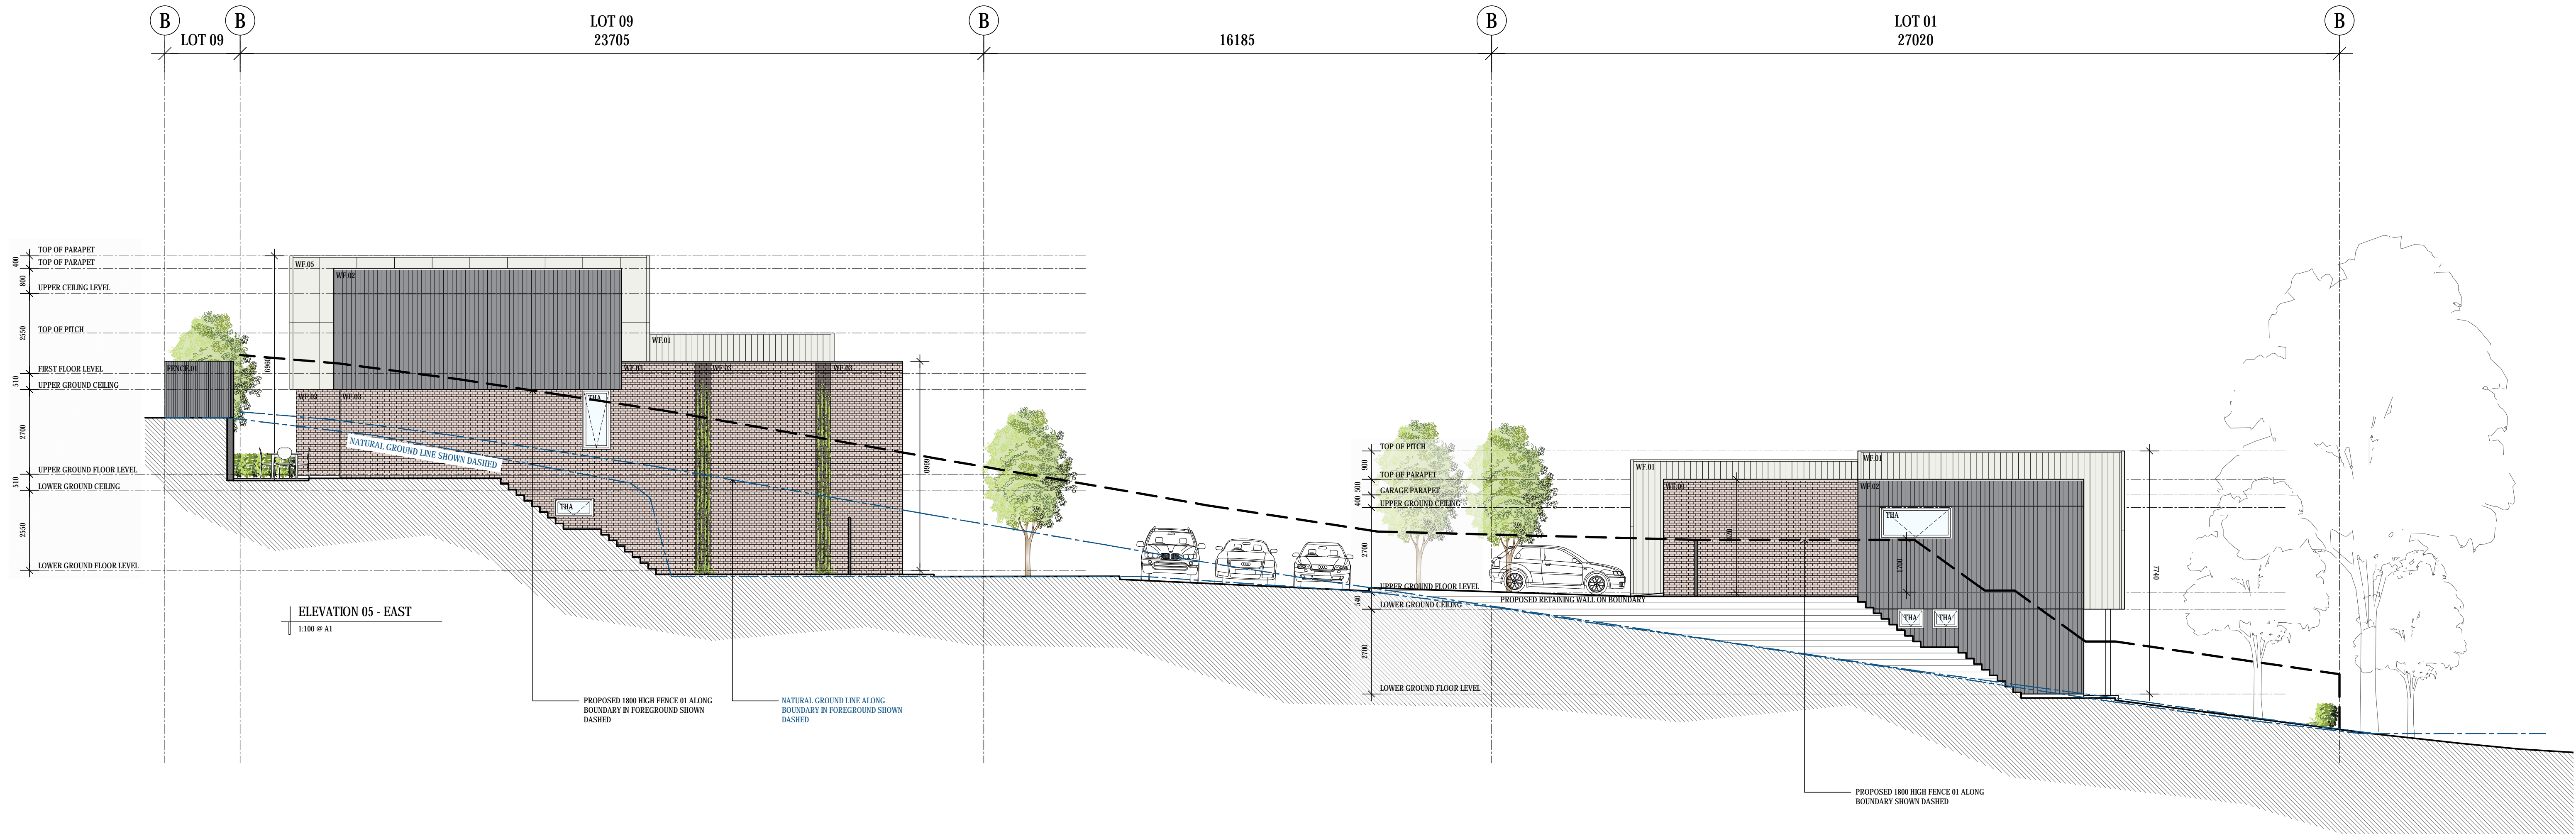 B
B
B
B
B
LOT 09
LOT 09
23705
16185
LOT 01
27020
TOP OF PARAPET
400
TOP OF PARAPET
800
UPPER CEILING LEVEL
2550
TOP OF PITCH
FIRST FLOOR LEVEL
510
UPPER GROUND CEILING
2700
UPPER GROUND FLOOR LEVEL
510
LOWER GROUND CEILING
2550
LOWER GROUND FLOOR LEVEL
FENCE.01
6960
WF.05
WF.02
WF.01
WF.03
WF.03
WF.03
WF.03
WF.03
THA
NATURAL GROUND LINE SHOWN DASHED
THA
6660
ELEVATION 05 - EAST
1:100 @ A1
PROPOSED 1800 HIGH FENCE 01 ALONG
BOUNDARY IN FOREGROUND SHOWN
DASHED
NATURAL GROUND LINE ALONG
BOUNDARY IN FOREGROUND SHOWN
DASHED
TOP OF PITCH
900
TOP OF PARAPET
500
GARAGE PARAPET
400
UPPER GROUND CEILING
2700
UPPER GROUND FLOOR LEVEL
540
LOWER GROUND CEILING
2700
LOWER GROUND FLOOR LEVEL
PROPOSED RETAINING WALL ON BOUNDARY
WF.01
WF.03
WF.01
WF.02
THA
1700
THA
THA
7740
PROPOSED 1800 HIGH FENCE 01 ALONG
BOUNDARY SHOWN DASHED